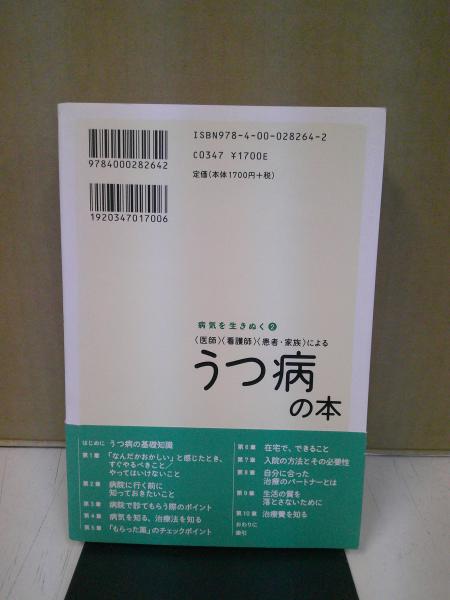 ISBN978-4-00-028264-2
C0347 ¥1700E
定価(本体1700円+税)
9784000282642
1920347017006
病気を生きぬく2
〈医師〉〈看護師〉〈患者・家族〉による
うつ病
の本
はじめに うつ病の基礎知識
第1章 「なんだかおかしい」と感じたとき、
すぐやるべきこと/
やってはいけないこと
第2章 病院に行く前に
知っておきたいこと
第3章 病院で診てもらう際のポイント
第4章 病気を知る、治療法を知る
第5章 「もらった薬」のチェックポイント
第6章 在宅で、できること
第7章 入院の方法とその必要性
第8章 自分に合った
治療のパートナーとは
第9章 生活の質を
落とさないために
第10章 治療費を知る
おわりに
索引